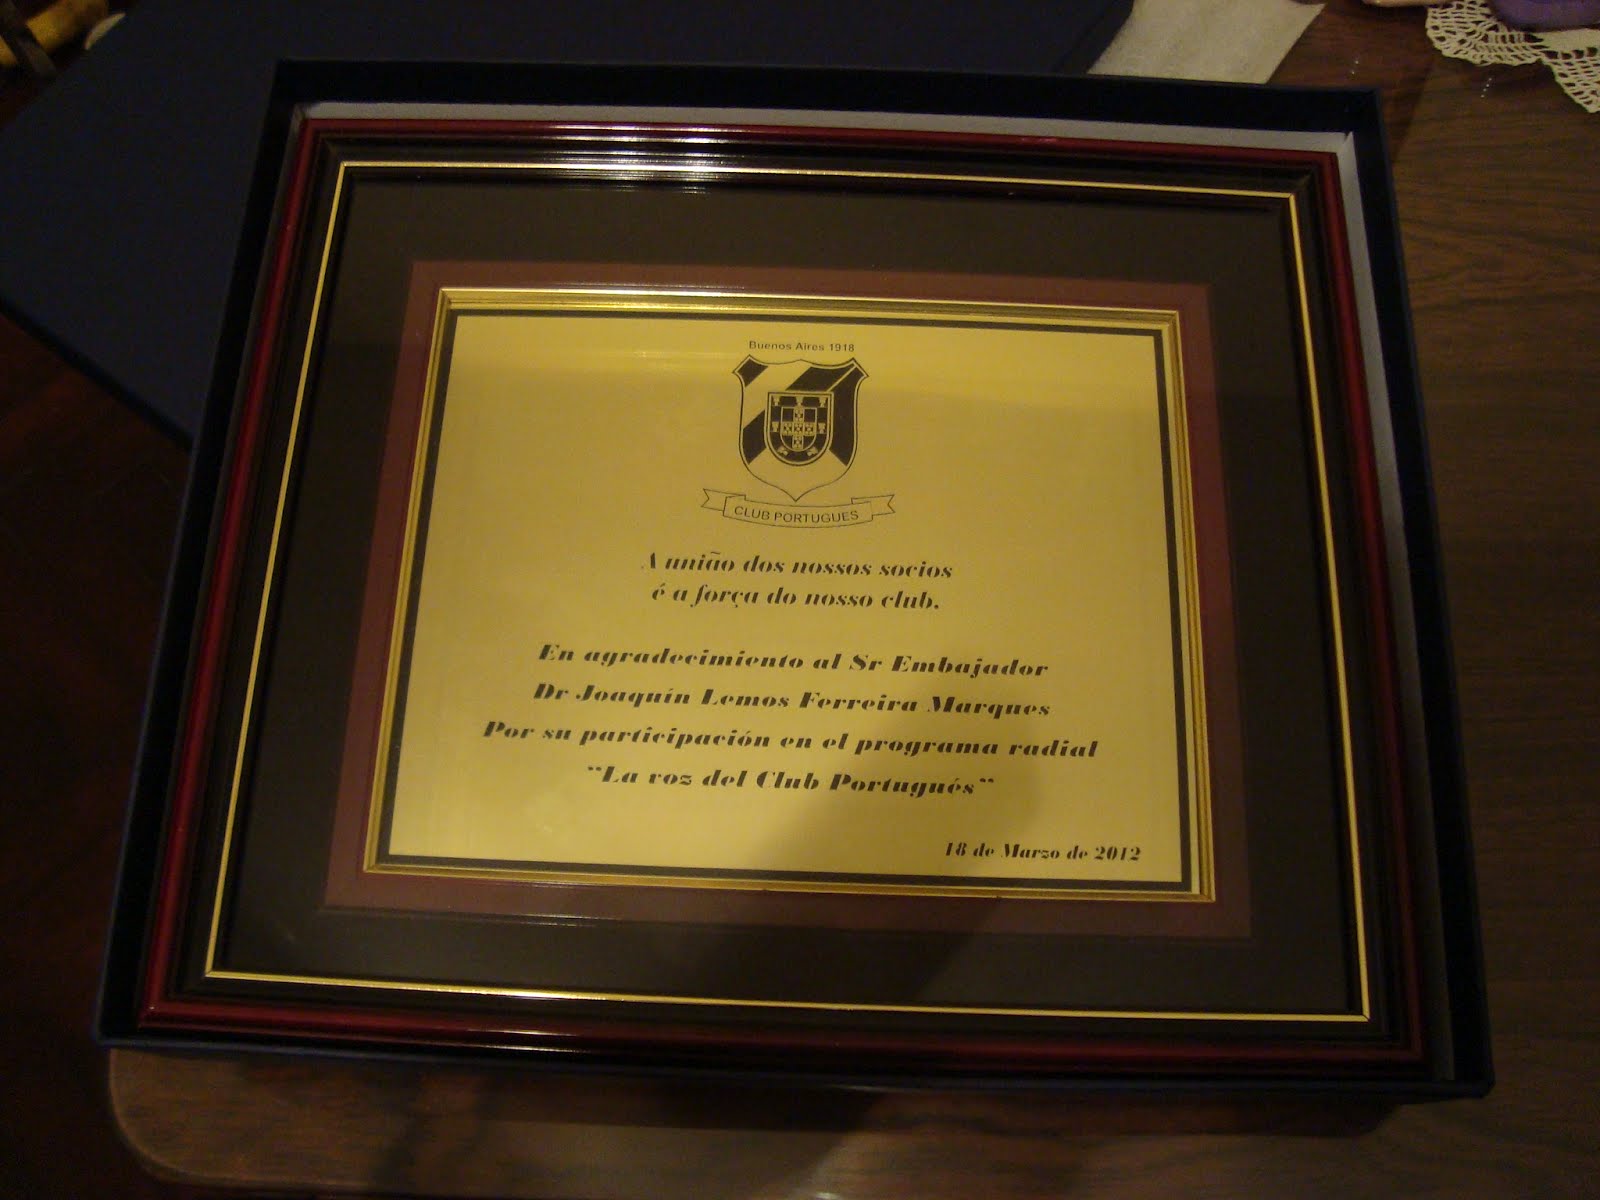 Buenos Aires 1918
CLUB PORTUGUES
A união dos nossos socios
é a força do nosso club.
En agradecimiento al Sr Embajador
Dr Joaquín Lemos Ferreira Marques
Por su participación en el programa radial
"La voz del Club Portugués"
18 de Marzo de 2012